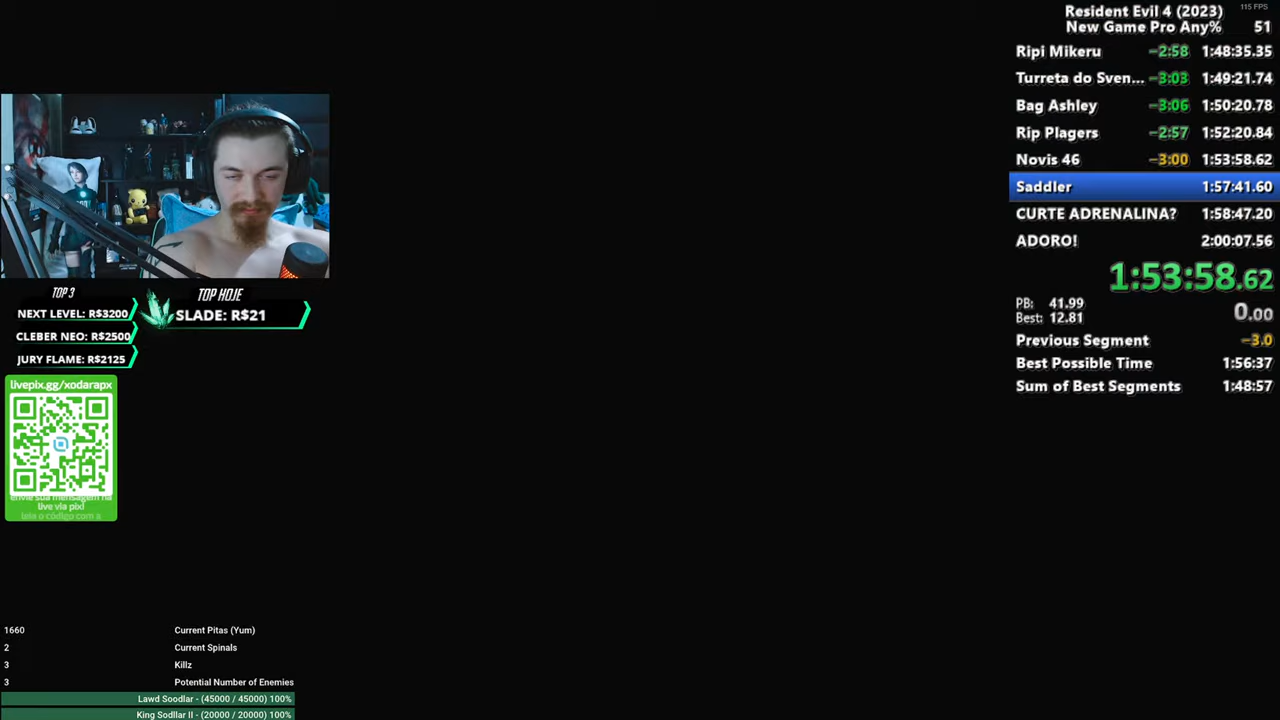 115 FPS
Resident Evil 4 (2023)
New Game Pro Any% 51
Ripi Mikeru −2:58 1:48:35.35
Turreta do Sven... −3:03 1:49:21.74
Bag Ashley −3:06 1:50:20.78
Rip Plagers −2:57 1:52:20.84
Novis 46 −3:00 1:53:58.62
Saddler 1:57:41.60
CURTE ADRENALINA? 1:58:47.20
ADORO! 2:00:07.56
1:53:58.62
PB: 41.99
Best: 12.81
0.00
Previous Segment −3.0
Best Possible Time 1:56:37
Sum of Best Segments 1:48:57
TOP 3
NEXT LEVEL: R$3200
CLEBER NEO: R$2500
JURY FLAME: R$2125
TOP HOJE
SLADE: R$21
livepix.gg/xodarapx
envie sua mensagem na
live via pix!
leia o código com a
1660 Current Pitas (Yum)
2 Current Spinals
3 Killz
3 Potential Number of Enemies
Lawd Soodlar - (45000 / 45000) 100%
King Sodllar II - (20000 / 20000) 100%